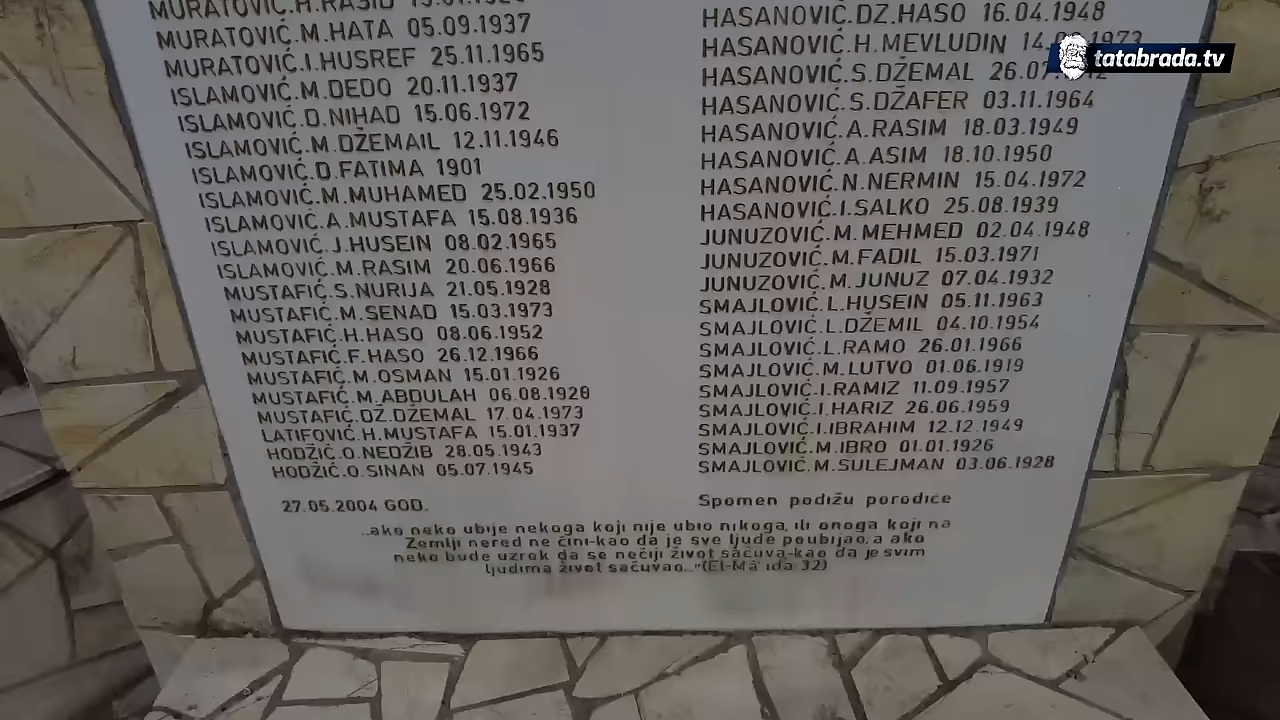 MURATOVIĆ.H.RASID
MURATOVIĆ.M.HATA 05.09.1937
MURATOVIĆ.I.HUSREF 25.11.1965
ISLAMOVIĆ.M.DEDO 20.11.1937
ISLAMOVIĆ.D.NIHAD 15.06.1972
ISLAMOVIĆ.M.DŽEMAIL 12.11.1946
ISLAMOVIĆ.D.FATIMA 1901
ISLAMOVIĆ.M.MUHAMED 25.02.1950
ISLAMOVIĆ.A.MUSTAFA 15.08.1936
ISLAMOVIĆ.J.HUSEIN 08.02.1965
ISLAMOVIĆ.M.RASIM 20.06.1966
MUSTAFIĆ.S.NURIJA 21.05.1928
MUSTAFIĆ.M.SENAD 15.03.1973
MUSTAFIĆ.H.HASO 08.06.1952
MUSTAFIĆ.F.HASO 26.12.1966
MUSTAFIĆ.M.OSMAN 15.01.1926
MUSTAFIĆ.M.ABDULAH 06.08.1928
MUSTAFIĆ.DŽ.DŽEMAL 17.04.1973
LATIFOVIĆ.H.MUSTAFA 15.01.1937
HODŽIĆ.O.NEDŽIB 28.05.1943
HODŽIĆ.O.SINAN 05.07.1945
HASANOVIĆ.DŽ.HASO 16.04.1948
HASANOVIĆ.H.MEVLUDIN
HASANOVIĆ.S.DŽEMAL
HASANOVIĆ.S.DŽAFER 03.11.1964
HASANOVIĆ.A.RASIM 18.03.1949
HASANOVIĆ.A.ASIM 18.10.1950
HASANOVIĆ.N.NERMIN 15.04.1972
HASANOVIĆ.I.SALKO 25.08.1939
JUNUZOVIĆ.M.MEHMED 02.04.1948
JUNUZOVIĆ.M.FADIL 15.03.1971
JUNUZOVIĆ.M.JUNUZ 07.04.1932
SMAJLOVIĆ.L.HUSEIN 05.11.1963
SMAJLOVIĆ.L.DŽEMIL 04.10.1954
SMAJLOVIĆ.L.RAMO 26.01.1966
SMAJLOVIĆ.M.LUTVO 01.06.1919
SMAJLOVIĆ.I.RAMIZ 11.09.1957
SMAJLOVIĆ.I.HARIZ 26.06.1959
SMAJLOVIĆ.I.IBRAHIM 12.12.1949
SMAJLOVIĆ.M.IBRO 01.01.1926
SMAJLOVIĆ.M.SULEJMAN 03.06.1928
27.05.2004 GOD.
Spomen podižu porodice
...ako neko ubije nekoga koji nije ubio nikoga, ili onoga koji na
Zemlji nered ne čini-kao da je sve ljude poubijao, a ako
neko bude uzrok da se nečiji život sačuva-kao da je svim
ljudima život sačuvao..."(El-Mā'ida 32)
tatabrada.tv